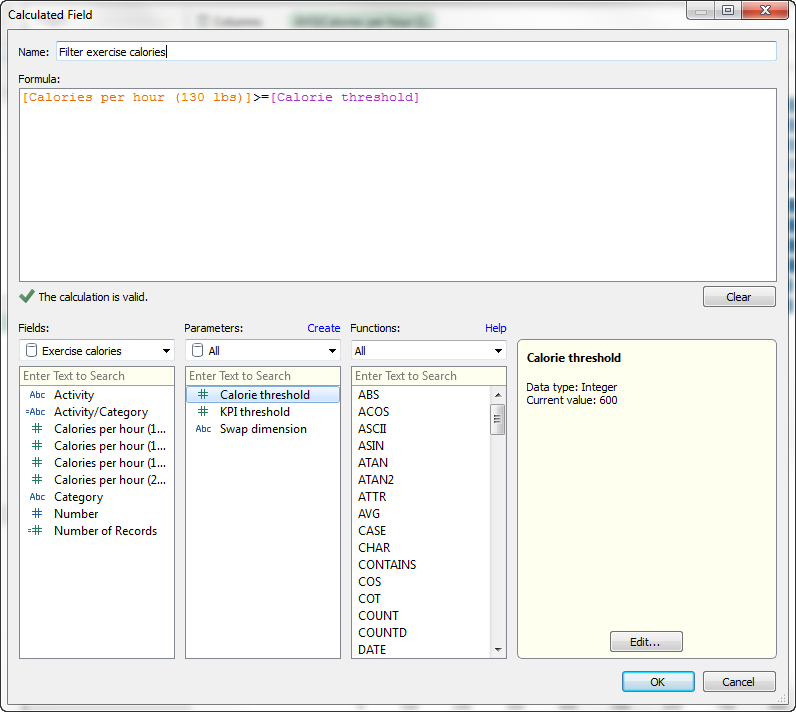 Calculated Field
Name: Filter exercise calories
Formula:
[Calories per hour (130 lbs)]>=[Calorie threshold]
The calculation is valid.
Clear
Fields:
Parameters:
Create
Functions:
Help
Exercise calories
All
All
Enter Text to Search
Enter Text to Search
Enter Text to Search
Abc Activity
=Abc Activity/Category
# Calories per hour (1...
# Calories per hour (1...
# Calories per hour (1...
# Calories per hour (2...
Abc Category
# Number
=# Number of Records
# Calorie threshold
# KPI threshold
Abc Swap dimension
ABS
ACOS
ASCII
ASIN
ATAN
ATAN2
ATTR
AVG
CASE
CHAR
CONTAINS
COS
COT
COUNT
COUNTD
DATE
Calorie threshold
Data type: Integer
Current value: 600
Edit...
OK
Cancel